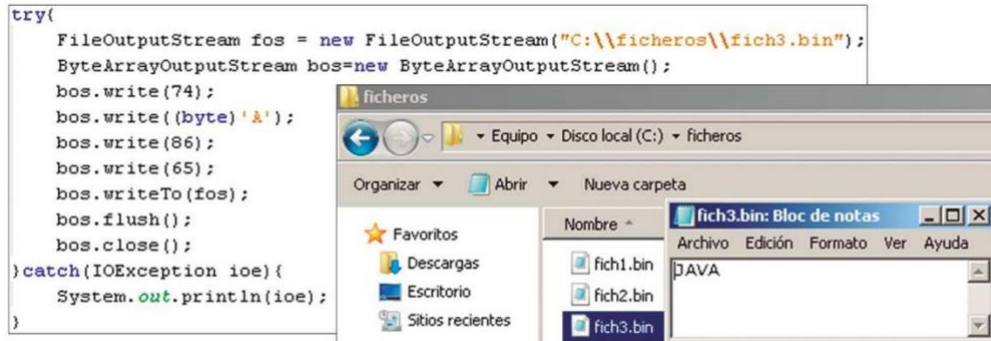 try{
FileOutputStream fos = new FileOutputStream("C:\\ficheros\\fich3.bin");
ByteArrayOutputStream bos=new ByteArrayOutputStream();
bos.write(74);
bos.write((byte)'A');
bos.write(86);
bos.write(65);
bos.writeTo(fos);
bos.flush();
bos.close();
}catch(IOException ioe){
System.out.println(ioe);
}
ficheros
Equipo Disco local (C:) ficheros
Organizar Abrir Nueva carpeta
Favoritos
Descargas
Escritorio
Sitios recientes
Nombre
fich1.bin
fich2.bin
fich3.bin
fich3.bin: Bloc de notas
Archivo Edición Formato Ver Ayuda
JAVA